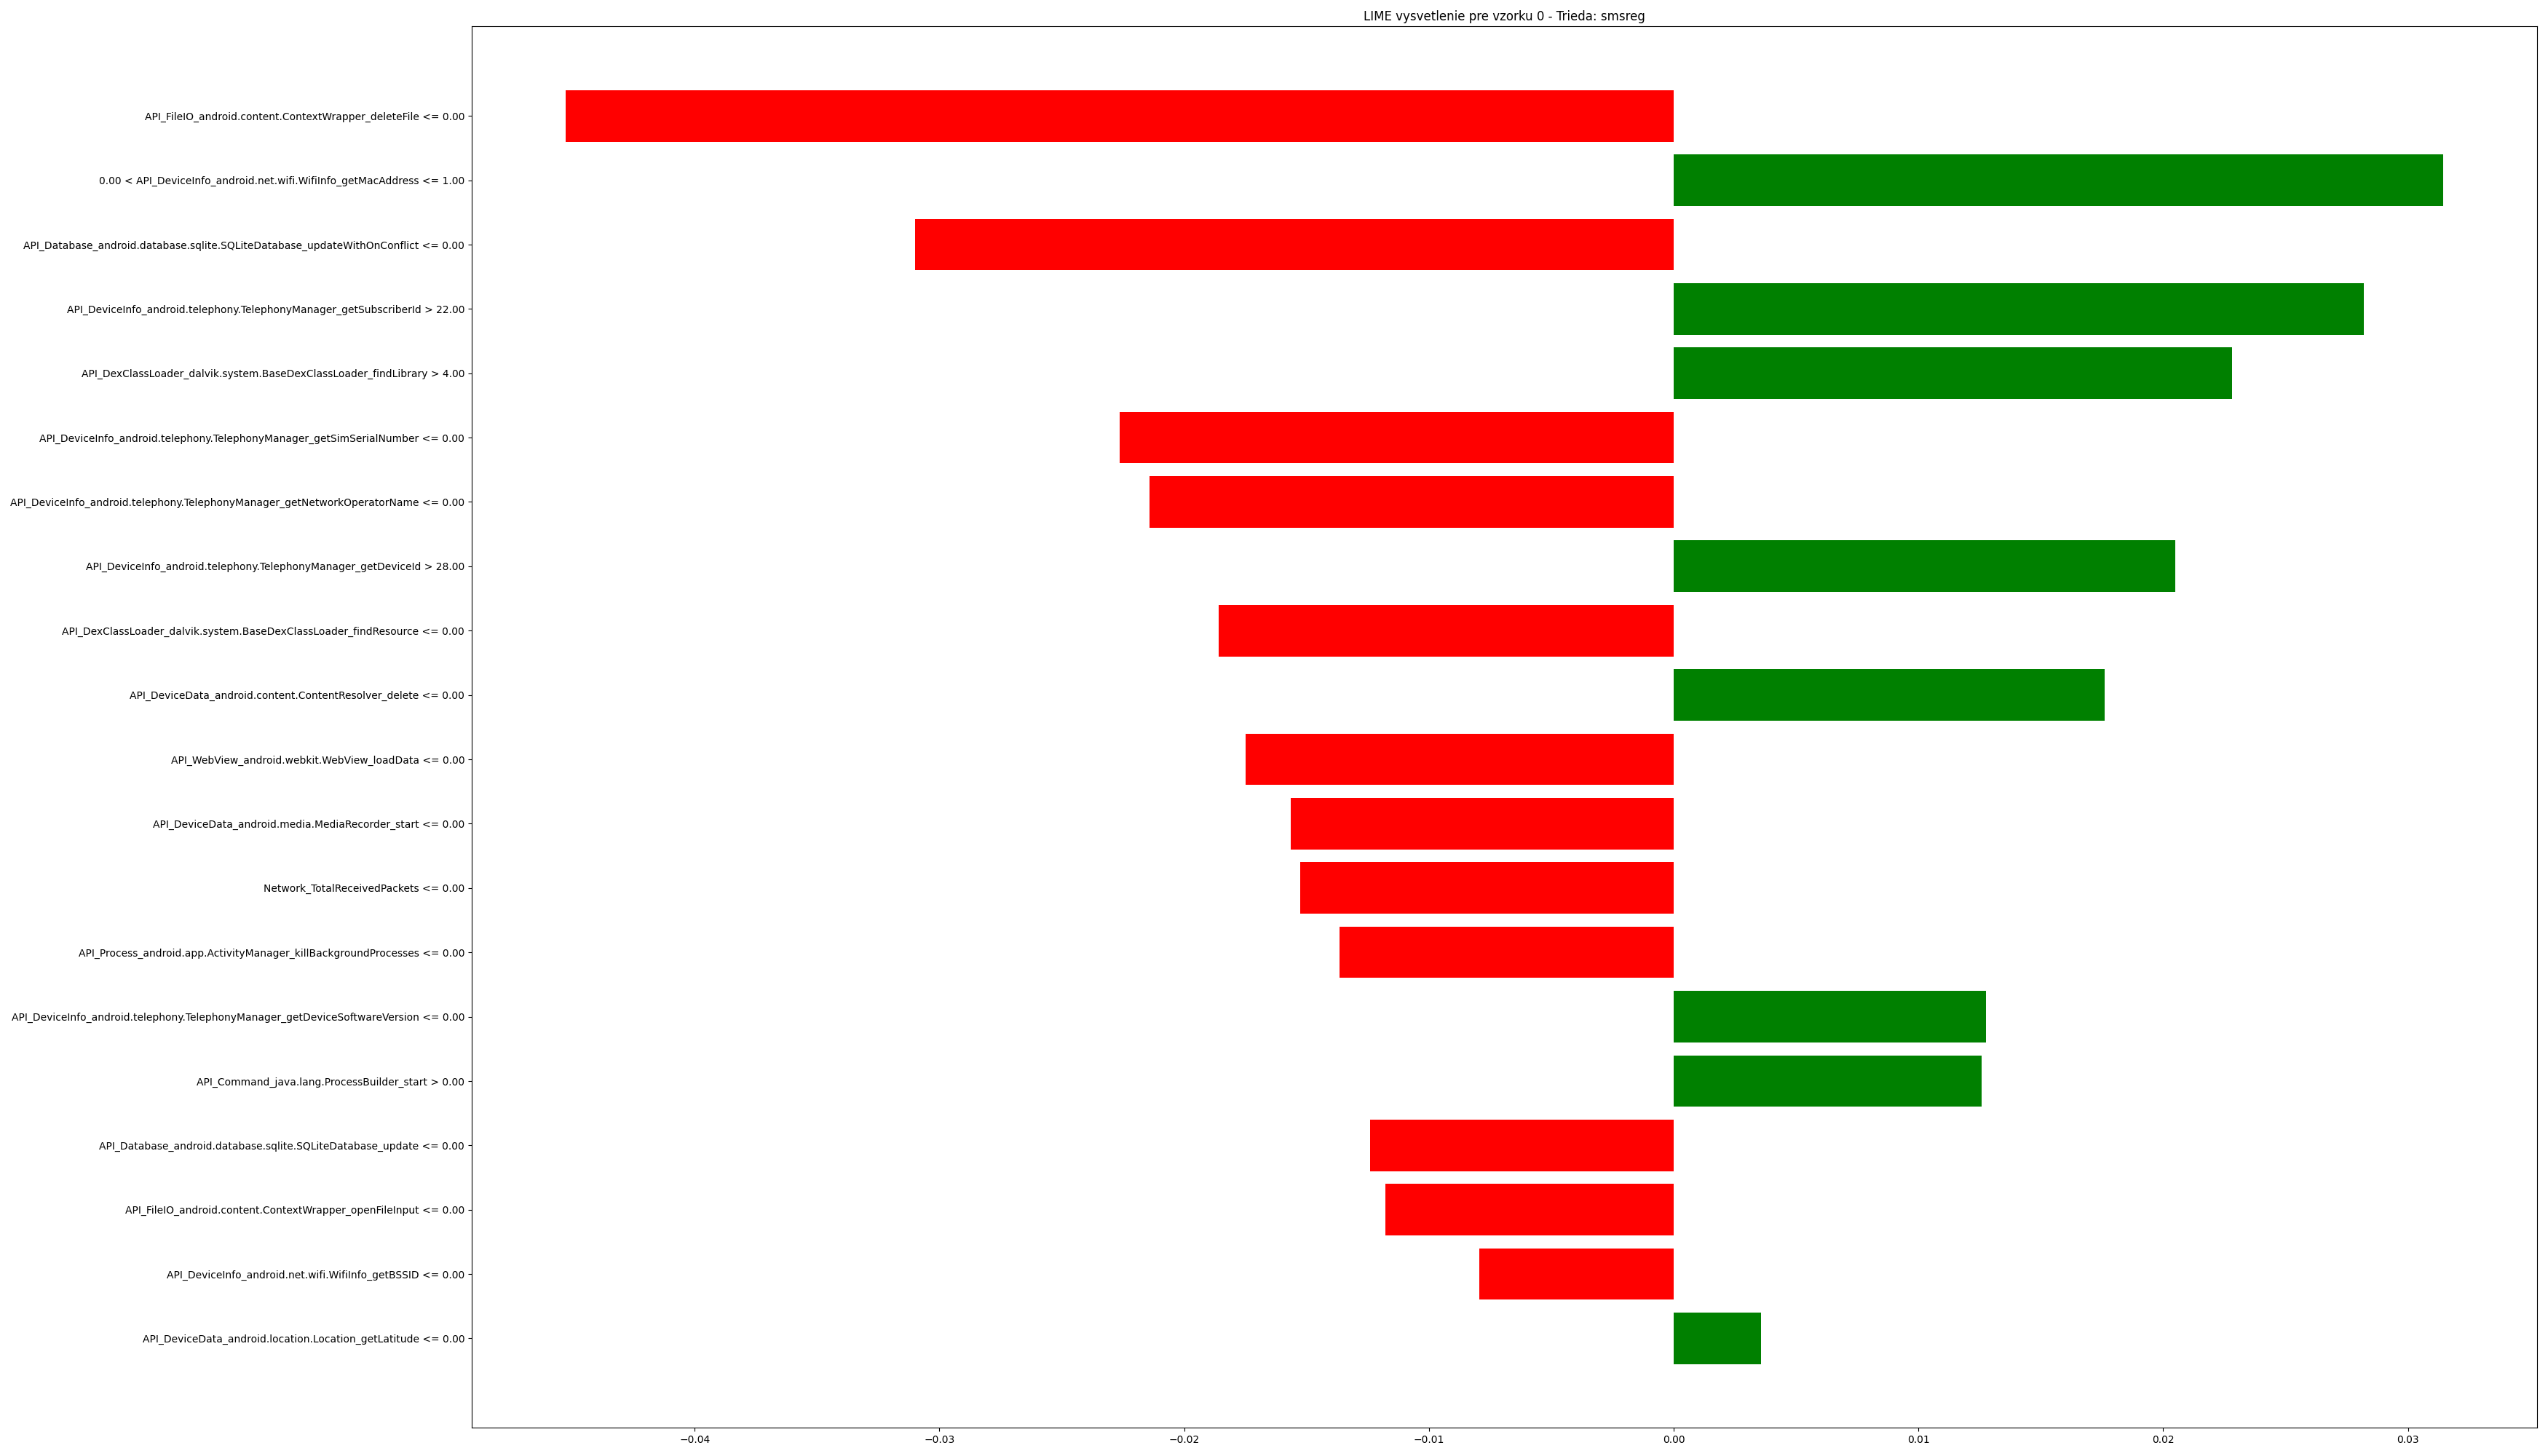 LIME vysvetlenie pre vzorku 0 - Trieda: smsreg
API_FileIO_android.content.ContextWrapper_deleteFile <= 0.00
0.00 < API_DeviceInfo_android.net.wifi.WifiInfo_getMacAddress <= 1.00
API_Database_android.database.sqlite.SQLiteDatabase_updateWithOnConflict <= 0.00
API_DeviceInfo_android.telephony.TelephonyManager_getSubscriberId > 22.00
API_DexClassLoader_dalvik.system.BaseDexClassLoader_findLibrary > 4.00
API_DeviceInfo_android.telephony.TelephonyManager_getSimSerialNumber <= 0.00
API_DeviceInfo_android.telephony.TelephonyManager_getNetworkOperatorName <= 0.00
API_DeviceInfo_android.telephony.TelephonyManager_getDeviceId > 28.00
API_DexClassLoader_dalvik.system.BaseDexClassLoader_findResource <= 0.00
API_DeviceData_android.content.ContentResolver_delete <= 0.00
API_WebView_android.webkit.WebView_loadData <= 0.00
API_DeviceData_android.media.MediaRecorder_start <= 0.00
Network_TotalReceivedPackets <= 0.00
API_Process_android.app.ActivityManager_killBackgroundProcesses <= 0.00
API_DeviceInfo_android.telephony.TelephonyManager_getDeviceSoftwareVersion <= 0.00
API_Command_java.lang.ProcessBuilder_start > 0.00
API_Database_android.database.sqlite.SQLiteDatabase_update <= 0.00
API_FileIO_android.content.ContextWrapper_openFileInput <= 0.00
API_DeviceInfo_android.net.wifi.WifiInfo_getBSSID <= 0.00
API_DeviceData_android.location.Location_getLatitude <= 0.00
−0.04 −0.03 −0.02 −0.01 0.00 0.01 0.02 0.03